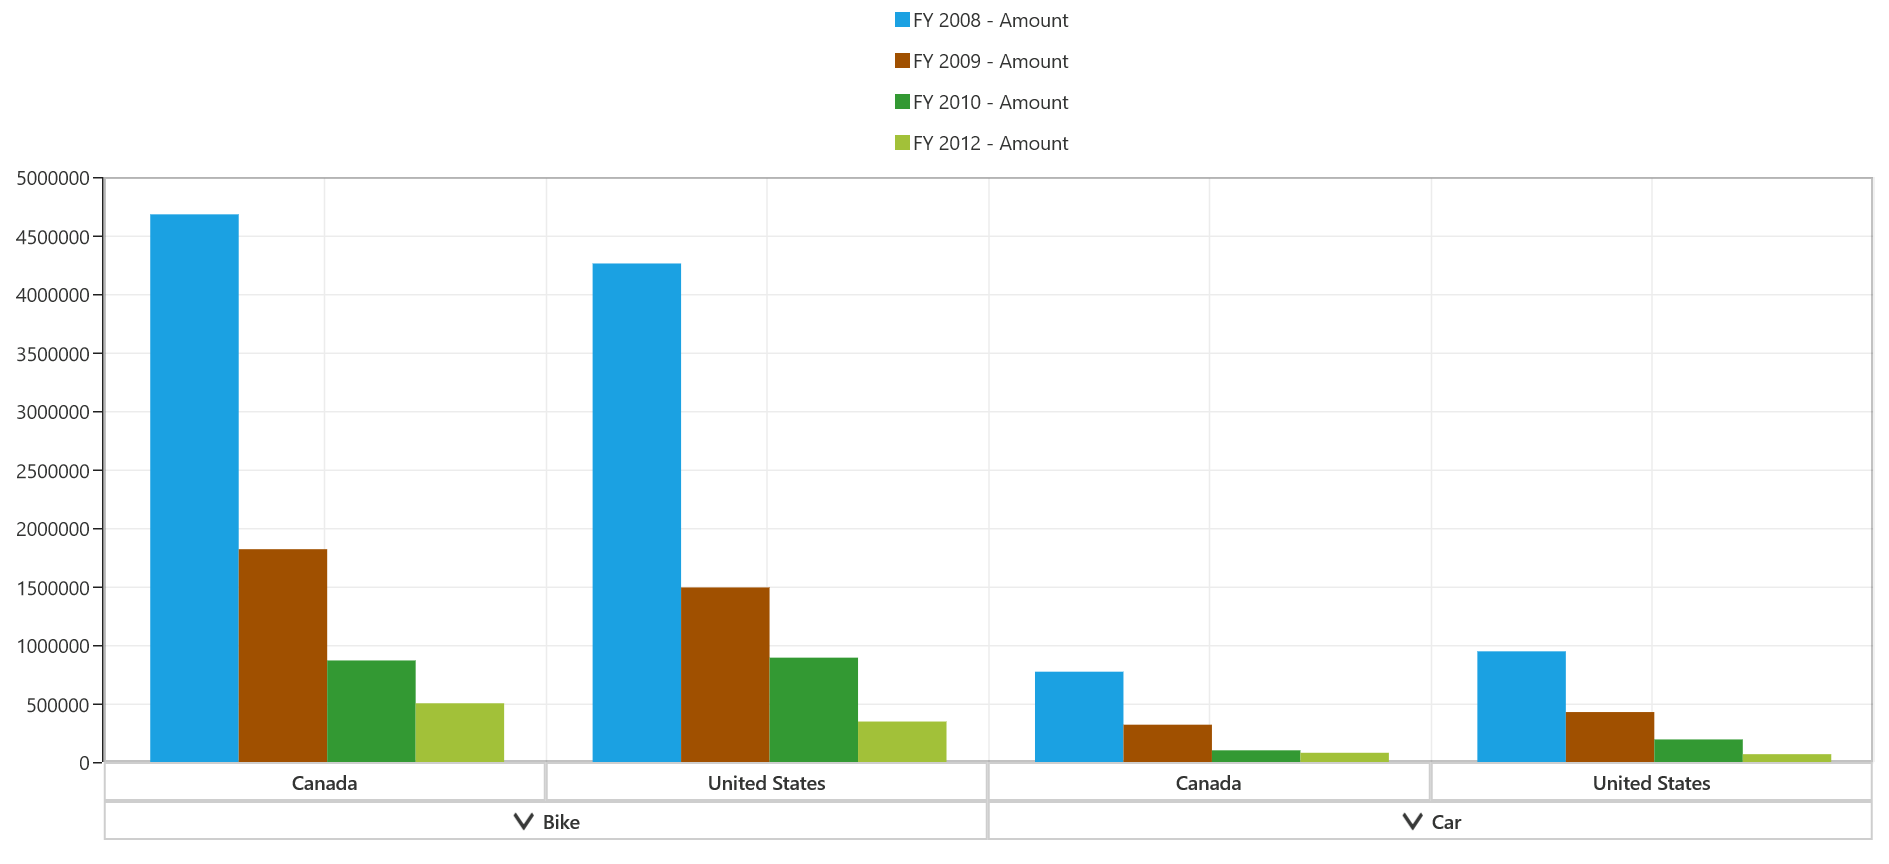 FY 2008 - Amount
FY 2009 - Amount
FY 2010 - Amount
FY 2012 - Amount
5000000
4500000
4000000
3500000
3000000
2500000
2000000
1500000
1000000
500000
0
Canada United States Canada United States
Bike Car